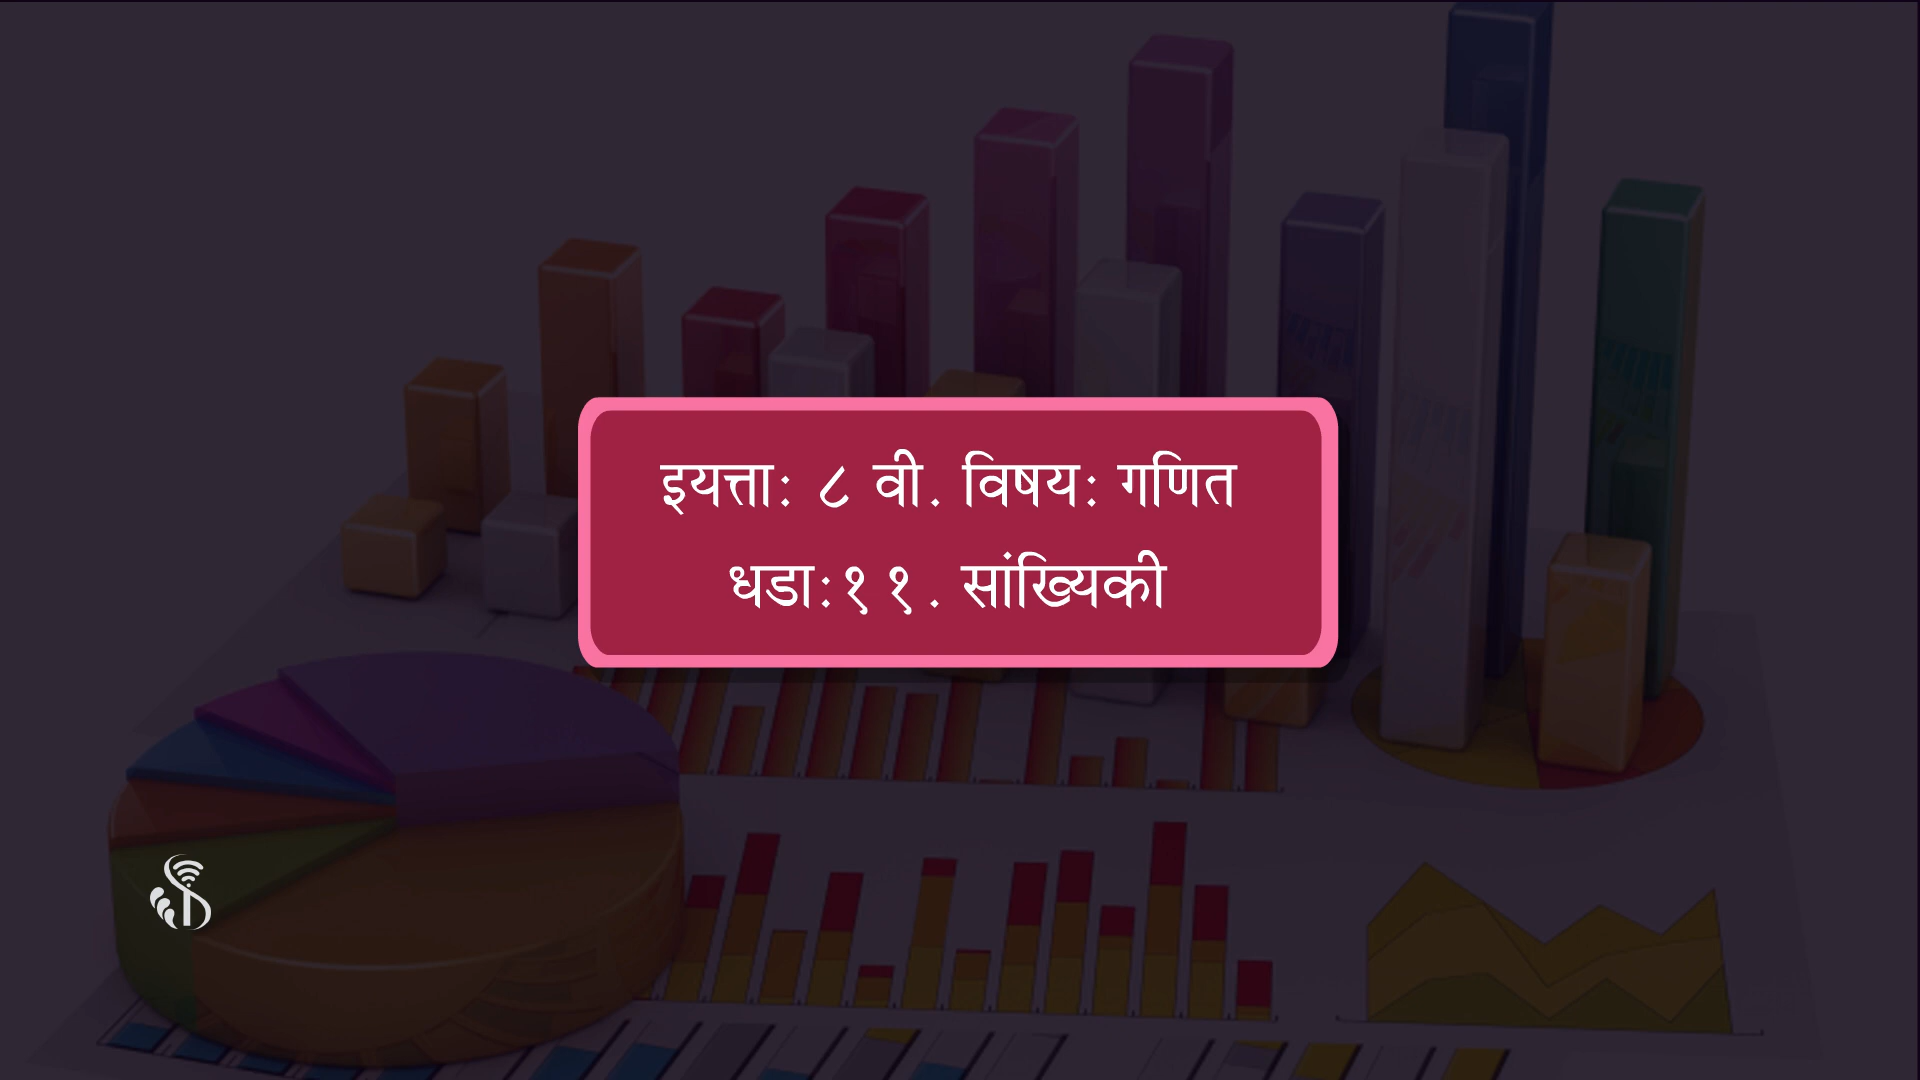 इयत्ता: ८ वी. विषय: गणित
धडा:११. सांख्यिकी